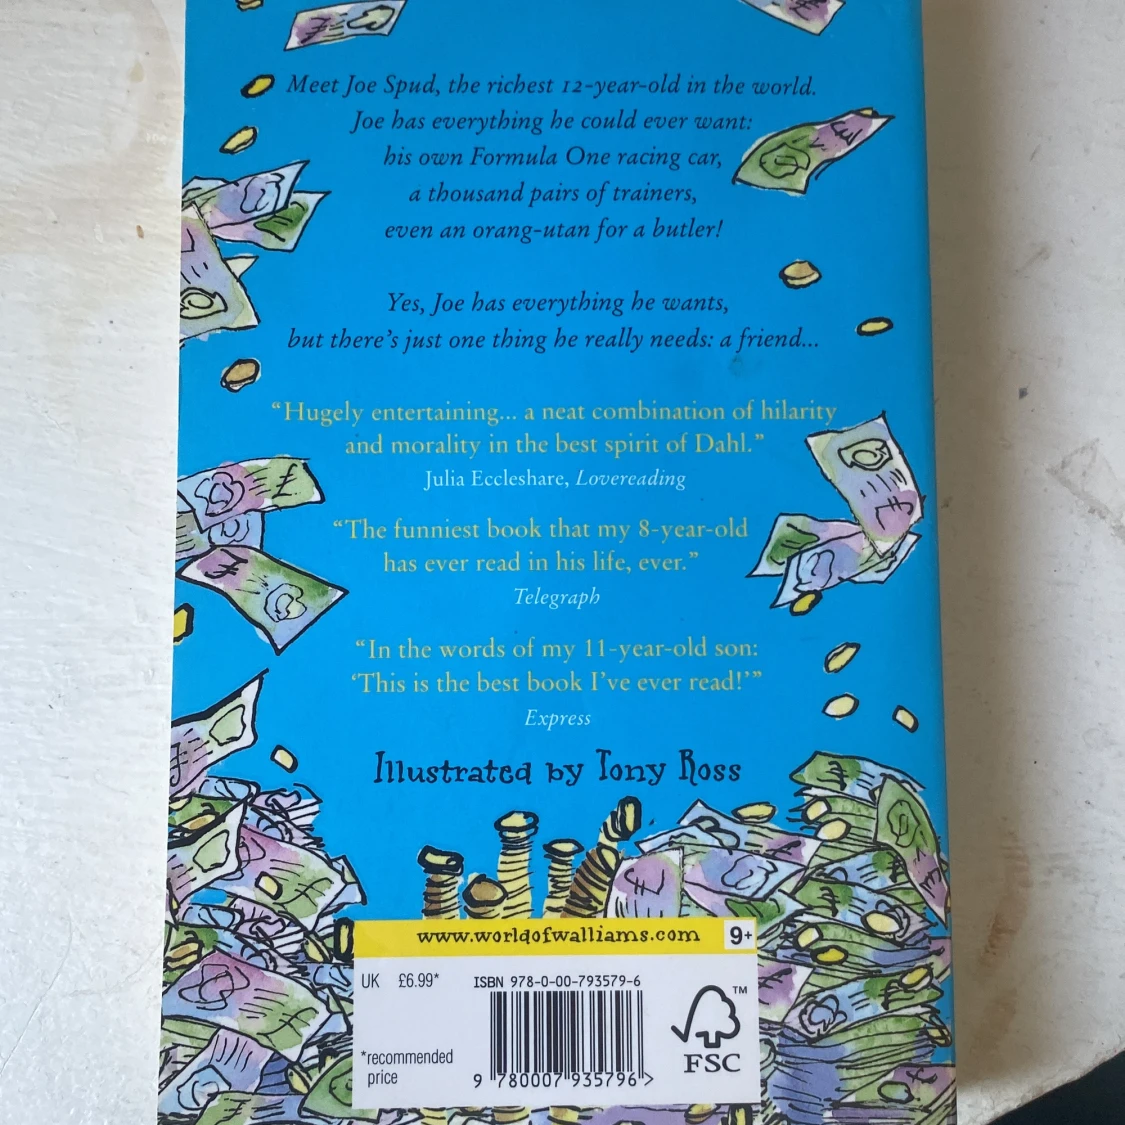 Meet Joe Spud, the richest 12-year-old in the world.
Joe has everything he could ever want:
his own Formula One racing car,
a thousand pairs of trainers,
even an orang-utan for a butler!
Yes, Joe has everything he wants,
but there's just one thing he really needs: a friend...
“Hugely entertaining... a neat combination of hilarity
and morality in the best spirit of Dahl.”
Julia Eccleshare, Lovereading
“The funniest book that my 8-year-old
has ever read in his life, ever.”
Telegraph
“In the words of my 11-year-old son:
‘This is the best book I’ve ever read!’”
Express
Illustrated by Tony Ross
www.worldofwalliams.com 9+
UK £6.99*
ISBN 978-0-00-793579-6
*recommended
price
9 780007 935796 >
FSC™